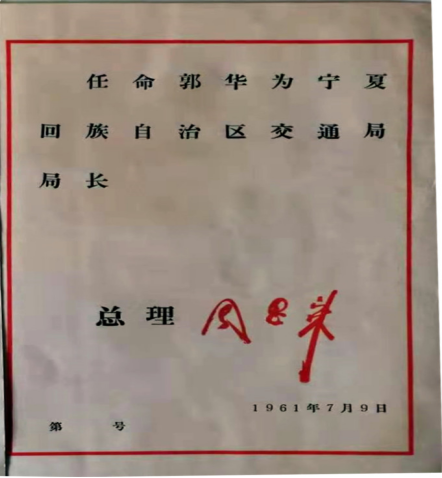 任命郭华为宁夏
回族自治区交通局
局长
总理 周恩来
1961年7月9日
第 号